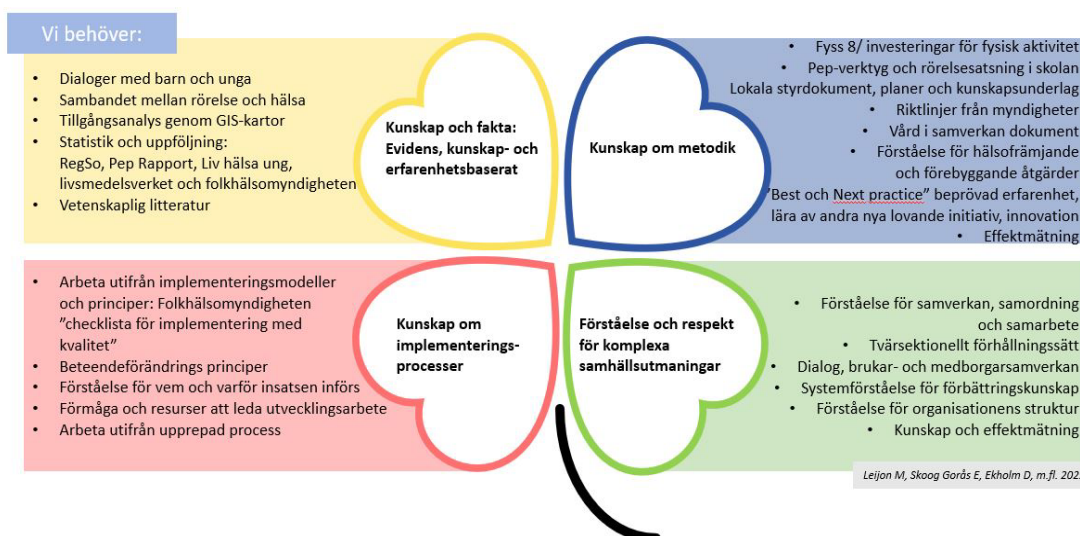 Vi behöver:
• Dialoger med barn och unga
• Sambandet mellan rörelse och hälsa
• Tillgångsanalys genom GIS-kartor
• Statistik och uppföljning:
RegSo, Pep Rapport, Liv hälsa ung,
livsmedelsverket och folkhälsomyndigheten
• Vetenskaplig litteratur
Kunskap och fakta:
Evidens, kunskap- och
erfarenhetsbaserat
Kunskap om metodik
• Fyss 8/ investeringar för fysisk aktivitet
• Pep-verktyg och rörelsesatsning i skolan
Lokala styrdokument, planer och kunskapsunderlag
• Riktlinjer från myndigheter
• Vård i samverkan dokument
• Förståelse för hälsofrämjande
och förebyggande åtgärder
"Best och Next practice" beprövad erfarenhet,
lära av andra nya lovande initiativ, innovation
• Effektmätning
• Arbeta utifrån implementeringsmodeller
och principer: Folkhälsomyndigheten
"checklista för implementering med
kvalitet"
• Beteendeförändrings principer
• Förståelse för vem och varför insatsen införs
• Förmåga och resurser att leda utvecklingsarbete
• Arbeta utifrån upprepad process
Kunskap om
implementerings-
processer
Förståelse och respekt
för komplexa
samhällsutmaningar
• Förståelse för samverkan, samordning
och samarbete
• Tvärsektionellt förhållningssätt
• Dialog, brukar- och medborgarsamverkan
• Systemförståelse för förbättringskunskap
• Förståelse för organisationens struktur
• Kunskap och effektmätning
Leijon M, Skoog Gorås E, Ekholm D, m.fl. 202